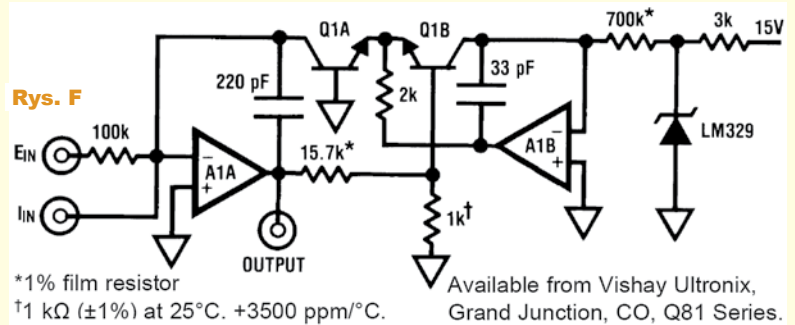 Q1A
Q1B
700k*
3k
15V
220 pF
33 pF
Rys. F
2k
LM329
100k
EIN
−
A1A
+
15.7k*
−
A1B
+
IIN
1k†
OUTPUT
*1% film resistor
†1 kΩ (±1%) at 25°C. +3500 ppm/°C.
Available from Vishay Ultronix,
Grand Junction, CO, Q81 Series.